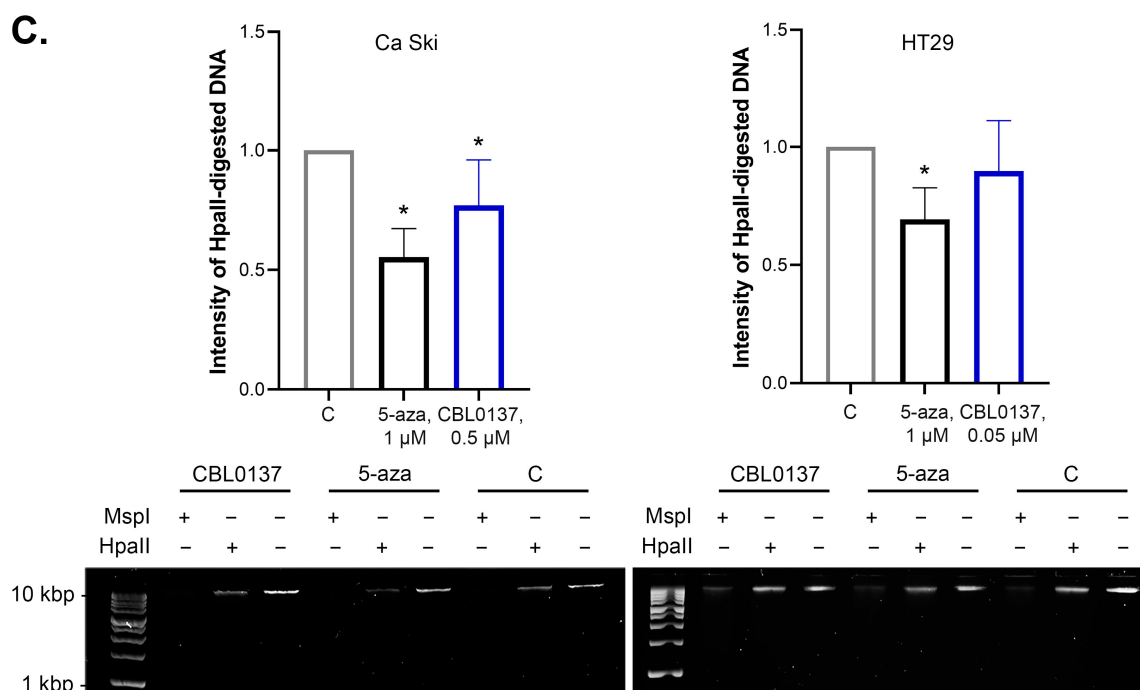 C.
Ca Ski
Intensity of HpaII-digested DNA
1.5
1.0
0.5
0.0
*
*
C
5-aza,
1 µM
CBL0137,
0.5 µM
HT29
Intensity of HpaII-digested DNA
1.5
1.0
0.5
0.0
*
C
5-aza,
1 µM
CBL0137,
0.05 µM
CBL0137 5-aza C
MspI + – – + – – + – –
HpaII – + – – + – – + –
10 kbp
1 kbp
CBL0137 5-aza C
MspI + – – + – – + – –
HpaII – + – – + – – + –